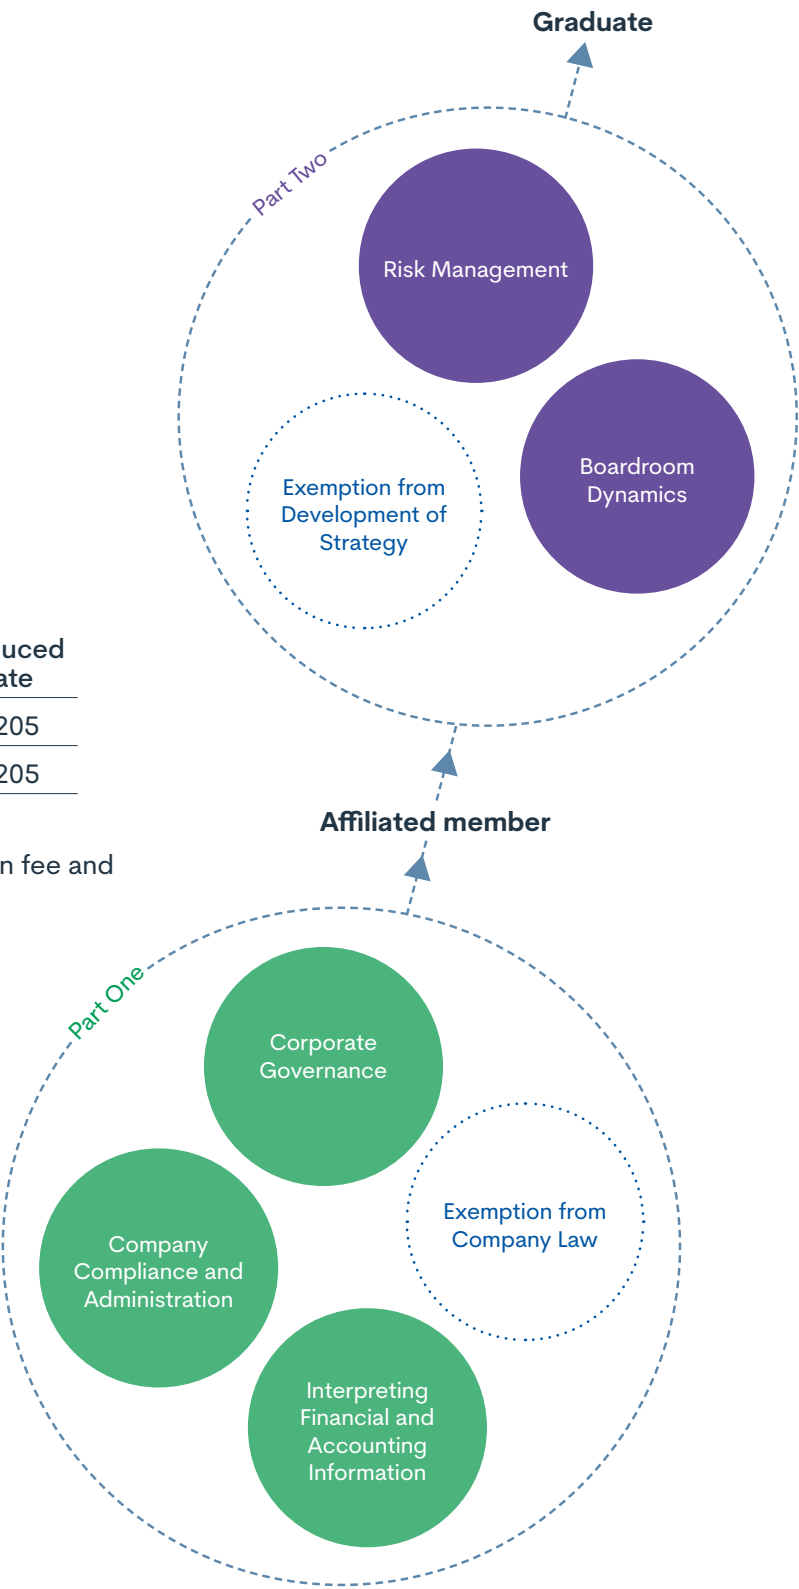 Graduate
Part Two
Risk Management
Boardroom
Dynamics
Exemption from
Development of
Strategy
uced
ate
205
205
Affiliated member
n fee and
Part One
Corporate
Governance
Exemption from
Company Law
Company
Compliance and
Administration
Interpreting
Financial and
Accounting
Information